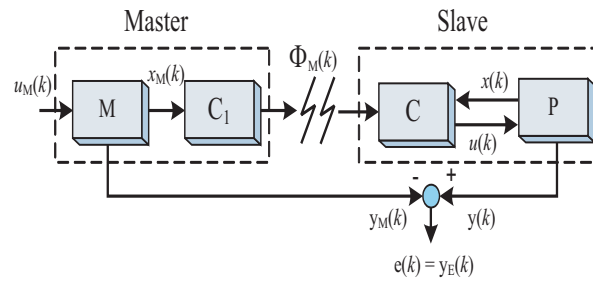 Master
Slave
Φ_M(k)
u_M(k)
x_M(k)
x(k)
M
C_1
C
P
u(k)
-
+
y_M(k)
y(k)
e(k) = y_E(k)